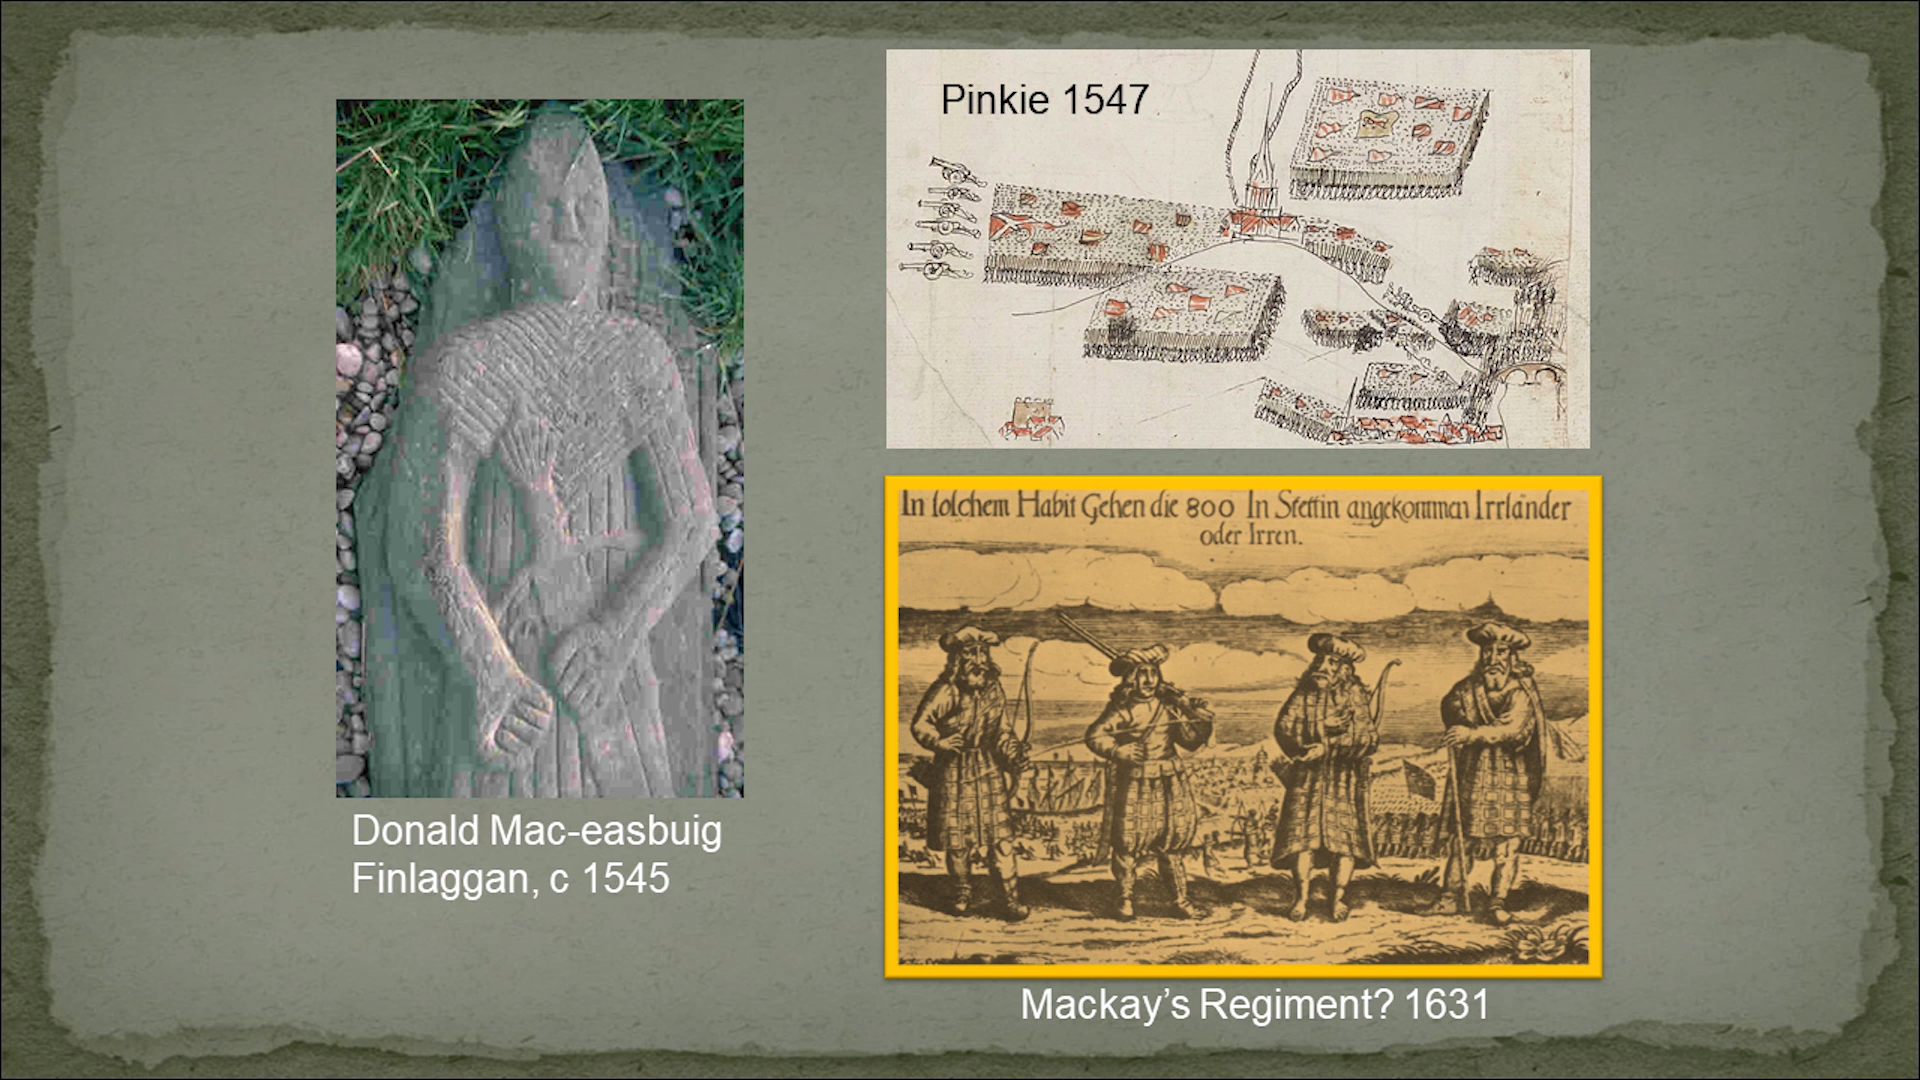 Pinkie 1547
In solchem Habit Gehen die 800 In Stettin angekomman Irrländer
oder Irren.
Donald Mac-easbuig
Finlaggan, c 1545
Mackay’s Regiment? 1631